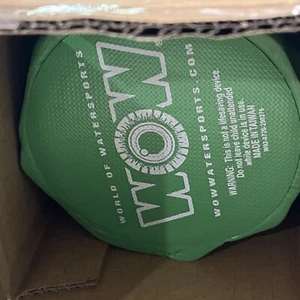 WORLD OF WATERSPORTS
WOW
WOWWATERSPORTS.COM
WARNING: This is not a lifesaving device.
Do not leave child unattended
while device is in use.
MADE IN TAIWAN